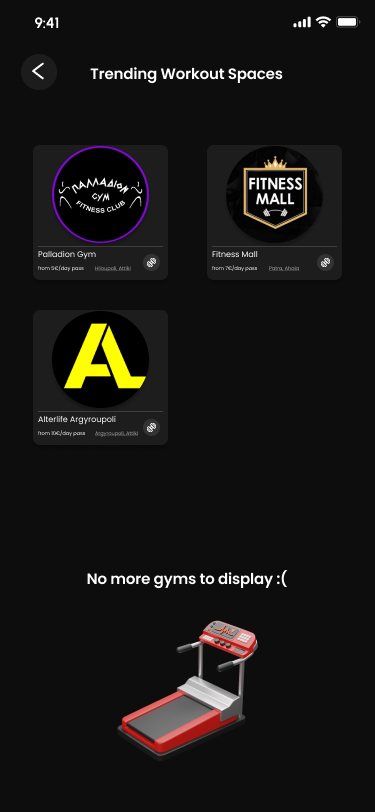 9:41
Trending Workout Spaces
ΠΑΛΛΑΔΙΟΝ
GYM
FITNESS CLUB
Palladion Gym
from 5€/day pass
Ilioupoli, Attiki
FITNESS
MALL
Fitness Mall
from 7€/day pass
Patra, Ahaia
AL
Alterlife Argyroupoli
from 10€/day pass
Argyroupoli, Attiki
No more gyms to display :(